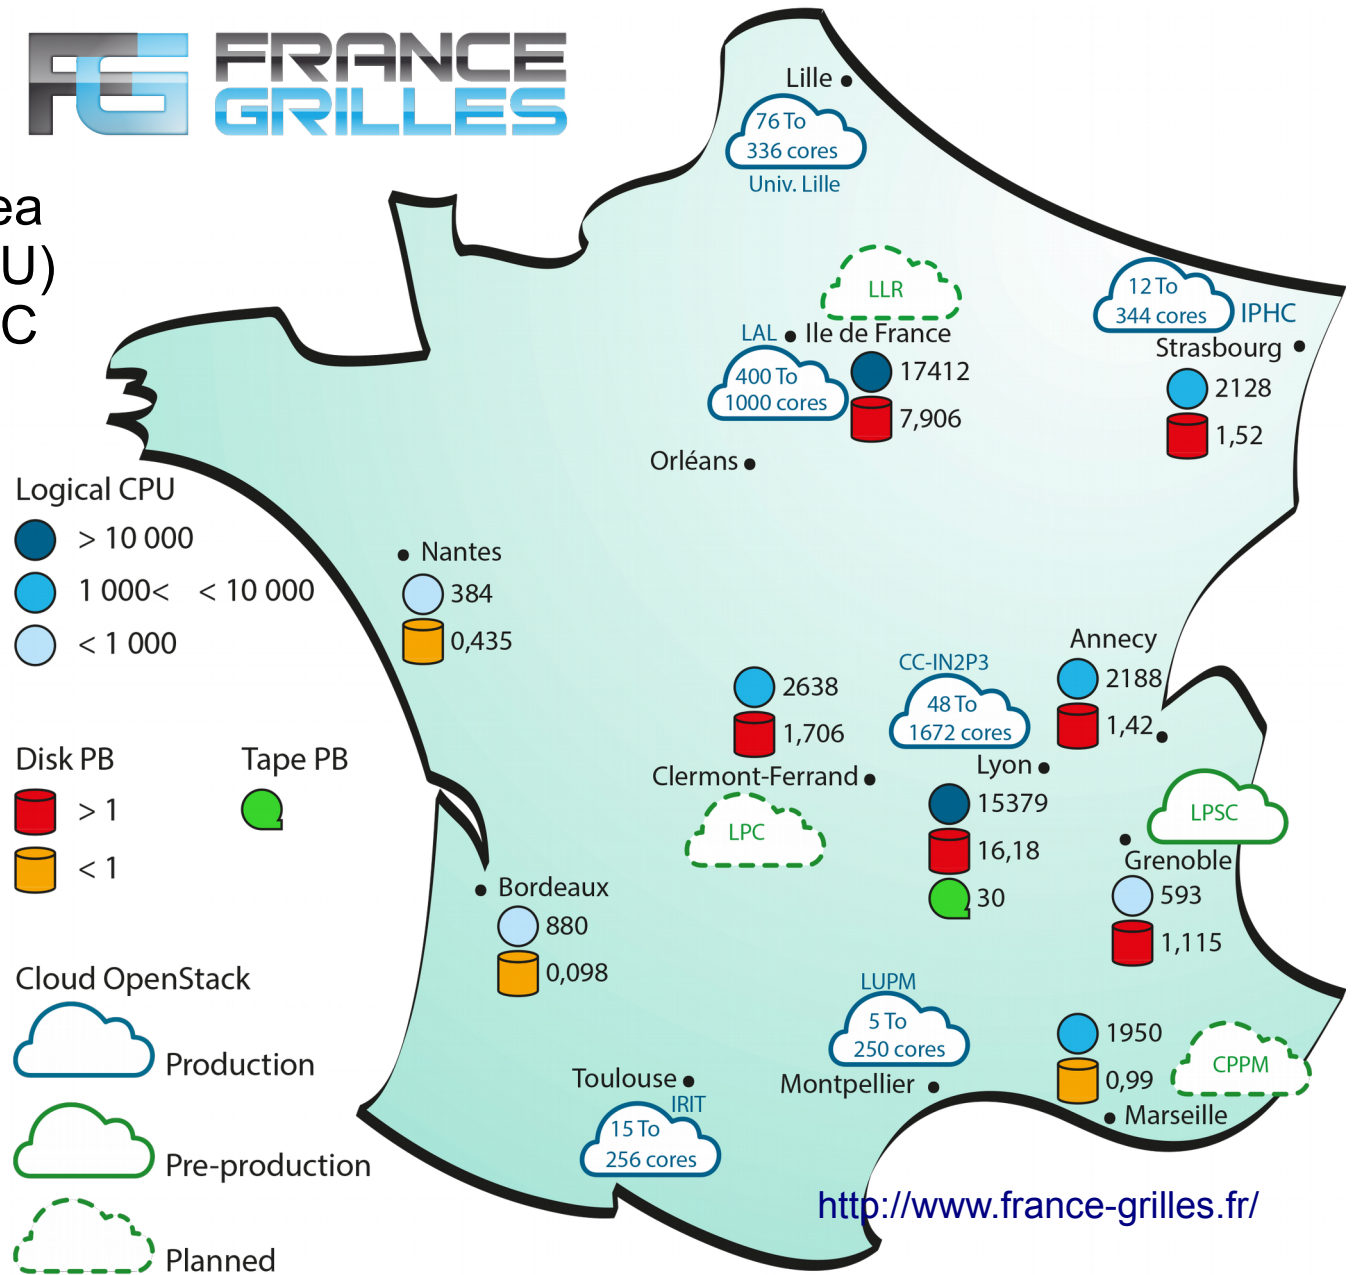 FG FRANCE
GRILLES
ea
U)
C
Lille
76 To
336 cores
Univ. Lille
LLR
LAL
Ile de France
400 To
1000 cores
17412
7,906
12 To
344 cores
IPHC
Strasbourg
2128
1,52
Orléans
Logical CPU
> 10 000
1 000< < 10 000
< 1 000
Nantes
384
0,435
Disk PB
> 1
< 1
Tape PB
2638
1,706
Clermont-Ferrand
LPC
CC-IN2P3
48 To
1672 cores
Lyon
15379
16,18
30
Annecy
2188
1,42
LPSC
Grenoble
593
1,115
Bordeaux
880
0,098
Cloud OpenStack
Production
Pre-production
Planned
LUPM
5 To
250 cores
Montpellier
1950
0,99
CPPM
Marseille
Toulouse
IRIT
15 To
256 cores
http://www.france-grilles.fr/